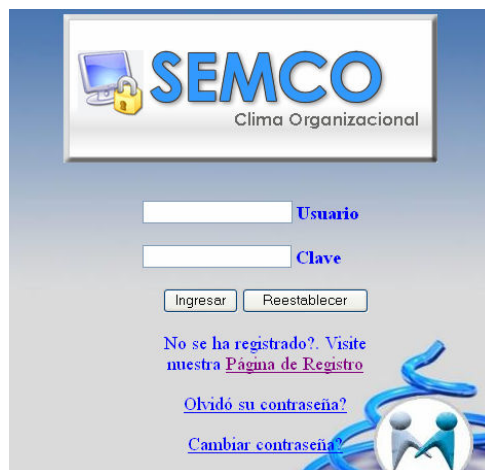 SEMCO
Clima Organizacional
Usuario
Clave
Ingresar Reestablecer
No se ha registrado?. Visite
nuestra Página de Registro
Olvidó su contraseña?
Cambiar contraseña?